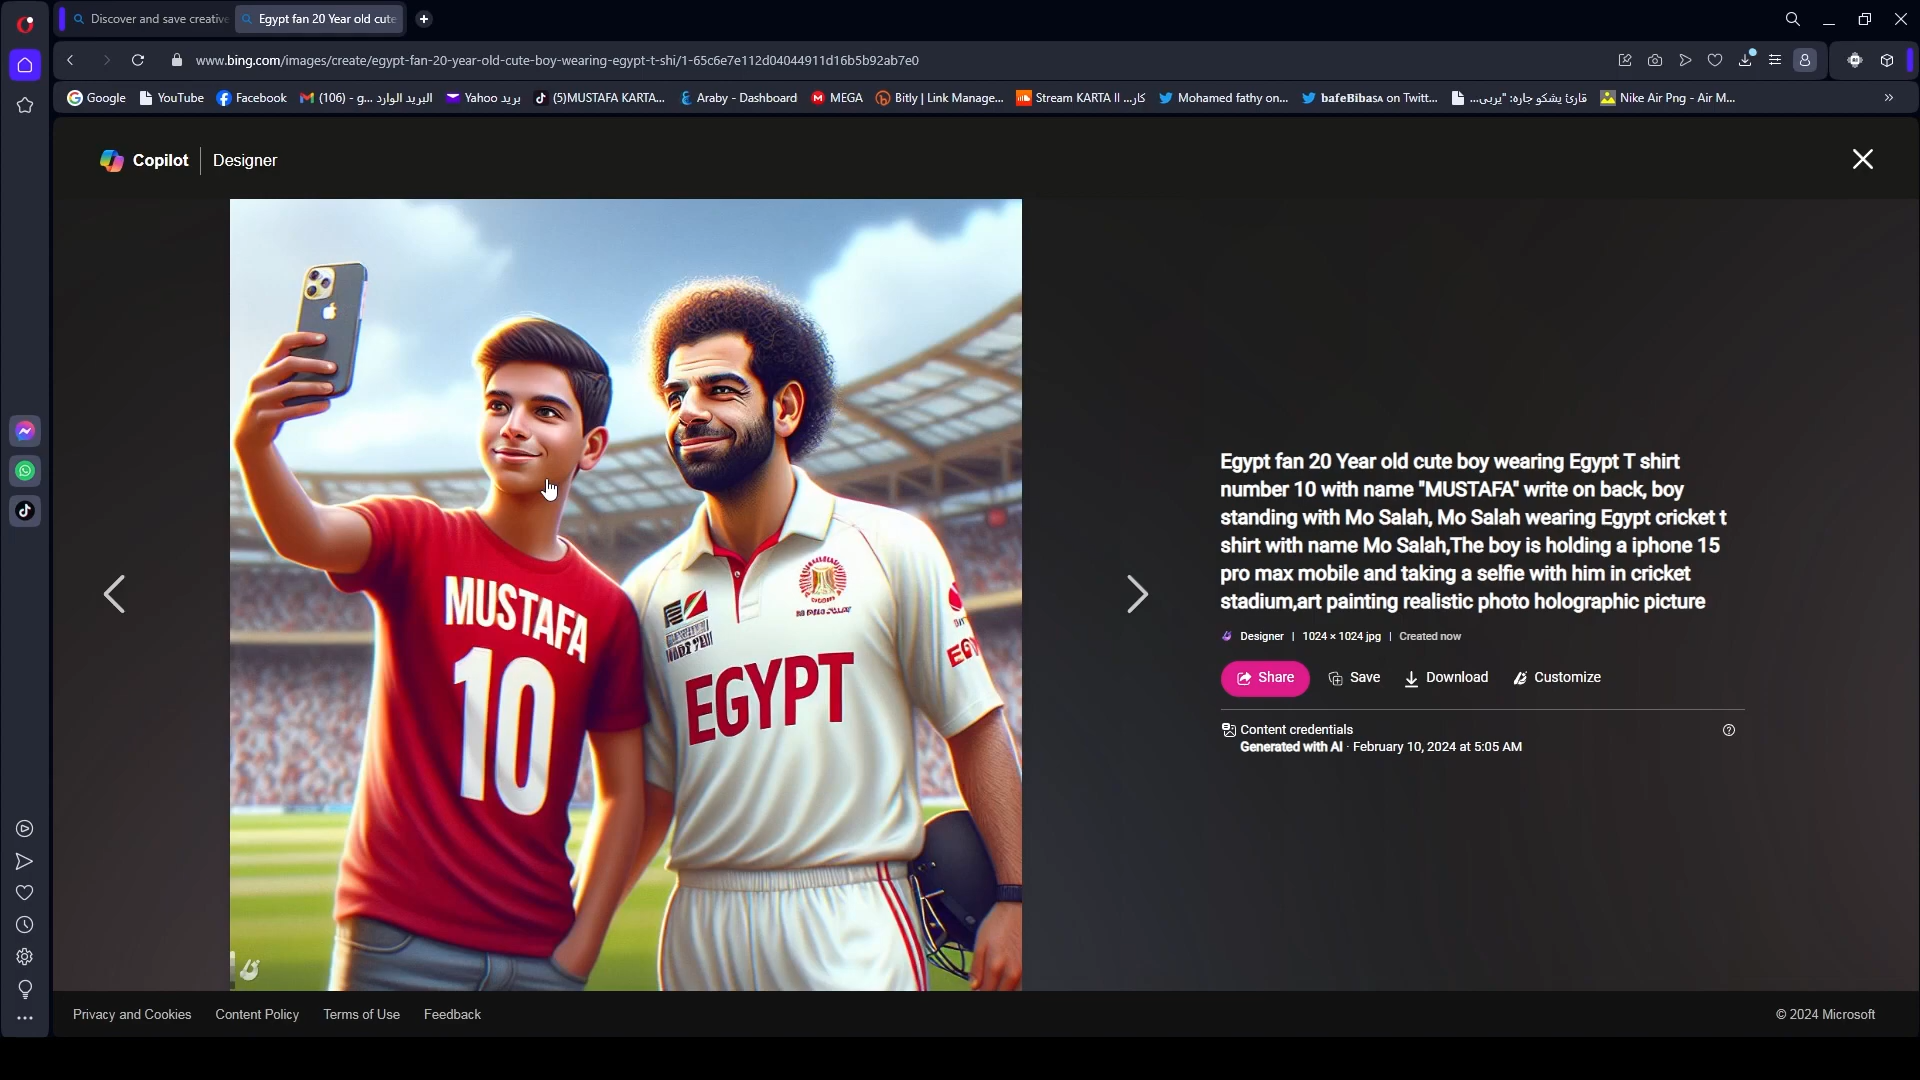 Discover and save creative
Egypt fan 20 Year old cute
www.bing.com/images/create/egypt-fan-20-year-old-cute-boy-wearing-egypt-t-shi/1-65c6e7e112d04044911d16b5b92ab7e0
Google
YouTube
Facebook
(106) - g... البريد الوارد
Yahoo بريد
(5)MUSTAFA KARTA...
Araby - Dashboard
MEGA
Bitly | Link Manage...
Stream KARTA II كار...
Mohamed fathy on...
bafeBibasᴀ on Twitt...
قارئ يشكو جاره: "يربى...
Nike Air Png - Air M...
Copilot
Designer
MUSTAFA
10
EGYPT
Egypt fan 20 Year old cute boy wearing Egypt T shirt
number 10 with name "MUSTAFA" write on back, boy
standing with Mo Salah, Mo Salah wearing Egypt cricket t
shirt with name Mo Salah,The boy is holding a iphone 15
pro max mobile and taking a selfie with him in cricket
stadium,art painting realistic photo holographic picture
Designer | 1024 × 1024 jpg | Created now
Share
Save
Download
Customize
Content credentials
Generated with AI · February 10, 2024 at 5:05 AM
Privacy and Cookies
Content Policy
Terms of Use
Feedback
© 2024 Microsoft